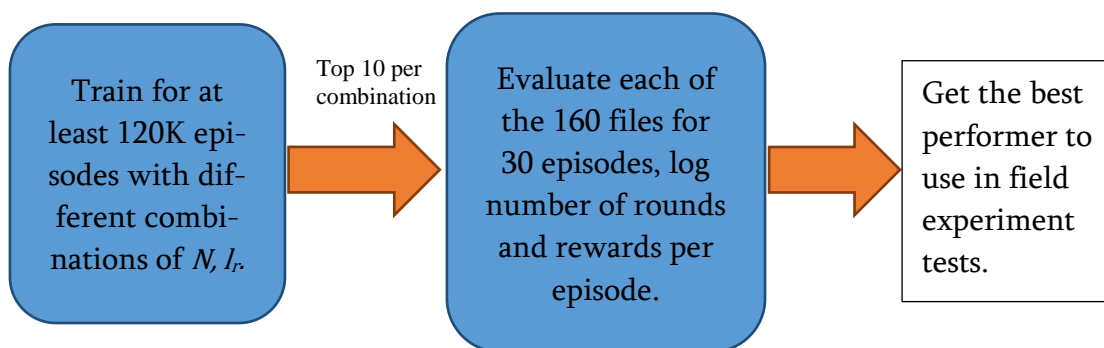 Train for at
least 120K epi-
sodes with dif-
ferent combi-
nations of N, lr.
Top 10 per
combination
Evaluate each of
the 160 files for
30 episodes, log
number of rounds
and rewards per
episode.
Get the best
performer to
use in field
experiment
tests.